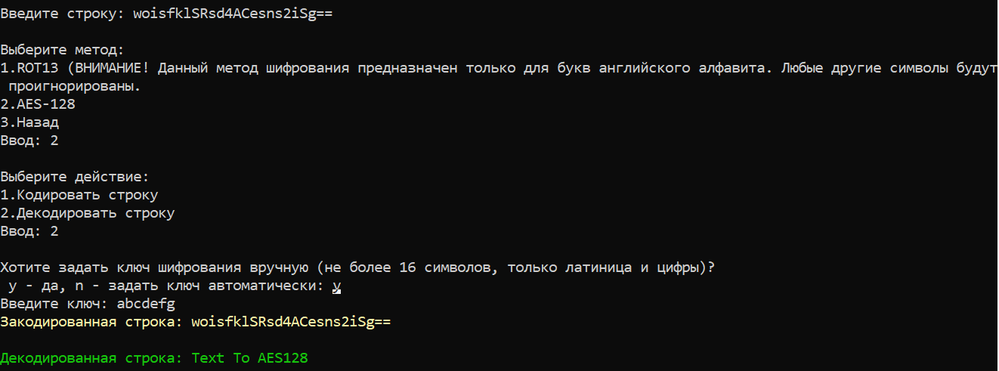 Введите строку: woisfklSRsd4ACesns2iSg==
Выберите метод:
1.ROT13 (ВНИМАНИЕ! Данный метод шифрования предназначен только для букв английского алфавита. Любые другие символы будут
проигнорированы.
2.AES-128
3.Назад
Ввод: 2
Выберите действие:
1.Кодировать строку
2.Декодировать строку
Ввод: 2
Хотите задать ключ шифрования вручную (не более 16 символов, только латиница и цифры)?
y - да, n - задать ключ автоматически: y
Введите ключ: abcdefg
Закодированная строка: woisfklSRsd4ACesns2iSg==
Декодированная строка: Text To AES128